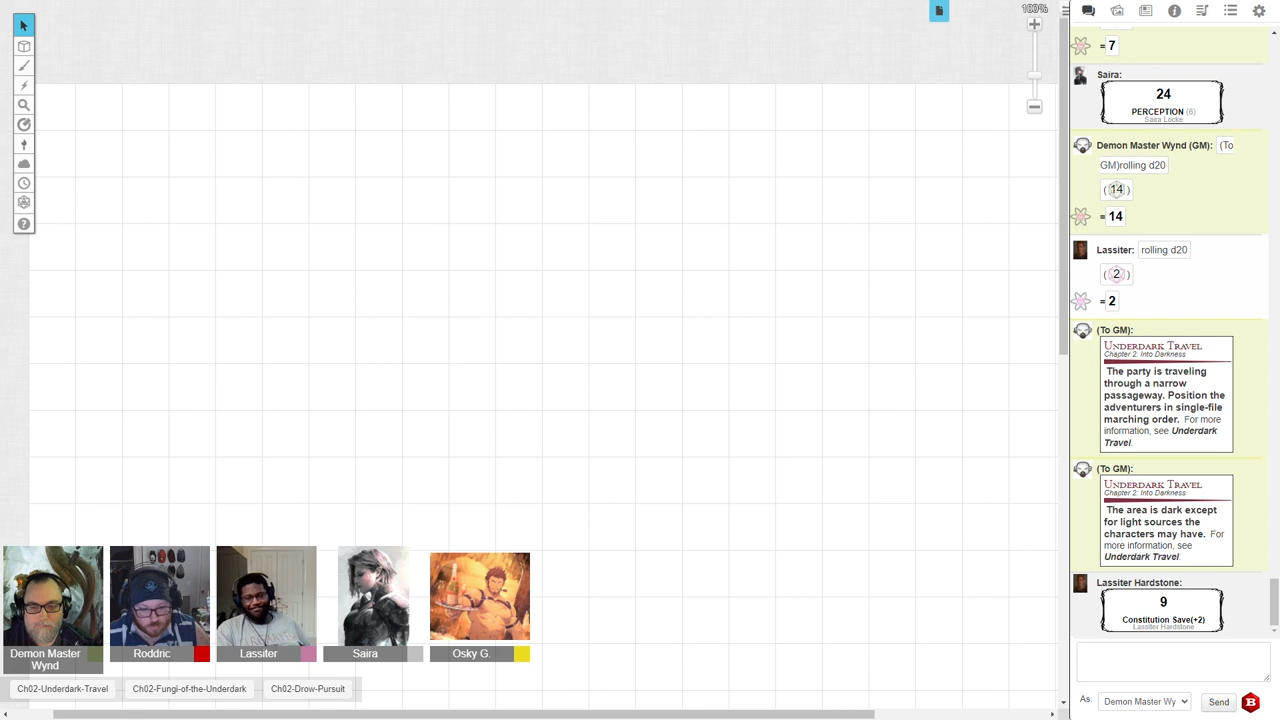 100%
= 7
Saira:
24
PERCEPTION (6)
Saira Locke
Demon Master Wynd (GM): (To
GM)rolling d20
(14)
= 14
Lassiter: rolling d20
(2)
= 2
(To GM):
Underdark Travel
Chapter 2: Into Darkness
The party is traveling
through a narrow
passageway. Position the
adventurers in single-file
marching order. For more
information, see Underdark
Travel.
(To GM):
Underdark Travel
Chapter 2: Into Darkness
The area is dark except
for light sources the
characters may have. For
more information, see
Underdark Travel.
Lassiter Hardstone:
9
Constitution Save(+2)
Lassiter Hardstone
Demon Master
Wynd
Roddric
Lassiter
Saira
Osky G.
Ch02-Underdark-Travel
Ch02-Fungi-of-the-Underdark
Ch02-Drow-Pursuit
As:
Demon Master Wy
Send
B